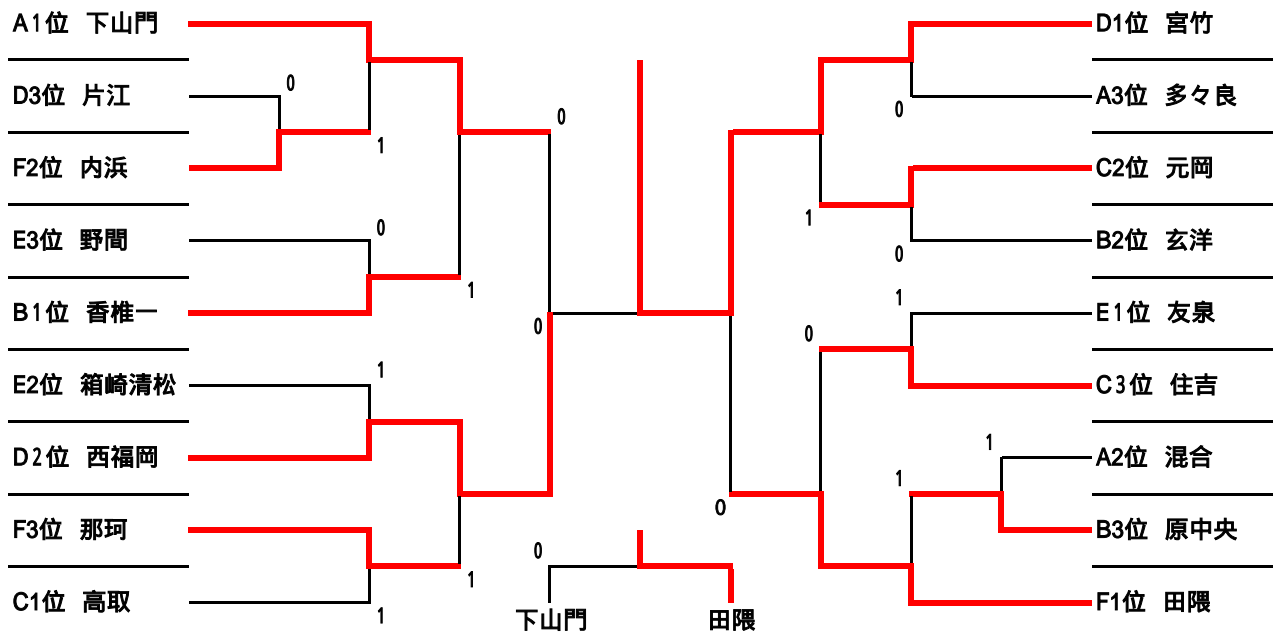 A1位 下山門
D3位 片江
F2位 内浜
E3位 野間
B1位 香椎一
E2位 箱崎清松
D2位 西福岡
F3位 那珂
C1位 高取
0
1
0
1
1
1
1
0
0
0
下山門
田隈
0
1
0
0
1
0
1
1
0
D1位 宮竹
A3位 多々良
C2位 元岡
B2位 玄洋
E1位 友泉
C3位 住吉
A2位 混合
B3位 原中央
F1位 田隈